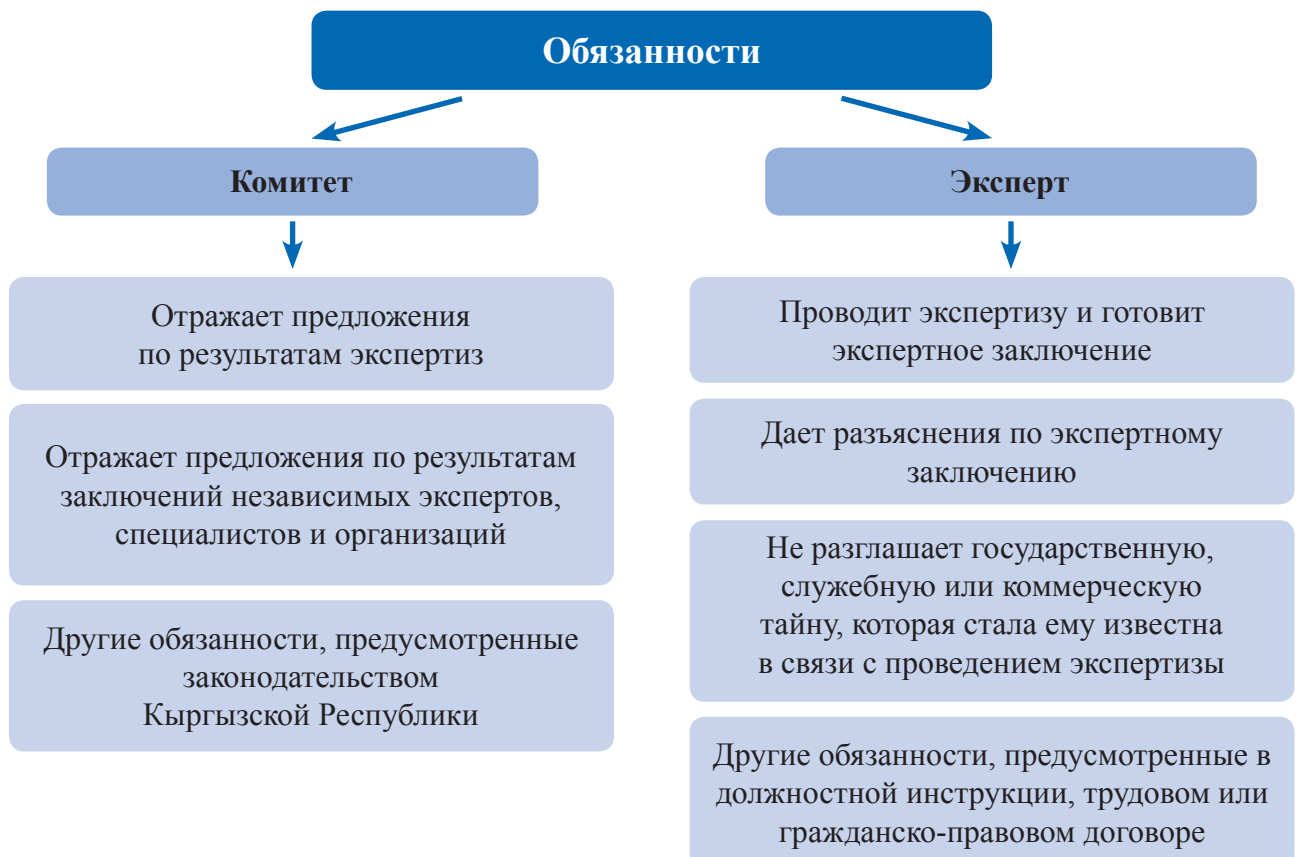 Обязанности
Комитет
Отражает предложения
по результатам экспертиз
Отражает предложения по результатам
заключений независимых экспертов,
специалистов и организаций
Другие обязанности, предусмотренные
законодательством
Кыргызской Республики
Эксперт
Проводит экспертизу и готовит
экспертное заключение
Дает разъяснения по экспертному
заключению
Не разглашает государственную,
служебную или коммерческую
тайну, которая стала ему известна
в связи с проведением экспертизы
Другие обязанности, предусмотренные в
должностной инструкции, трудовом или
гражданско-правовом договоре